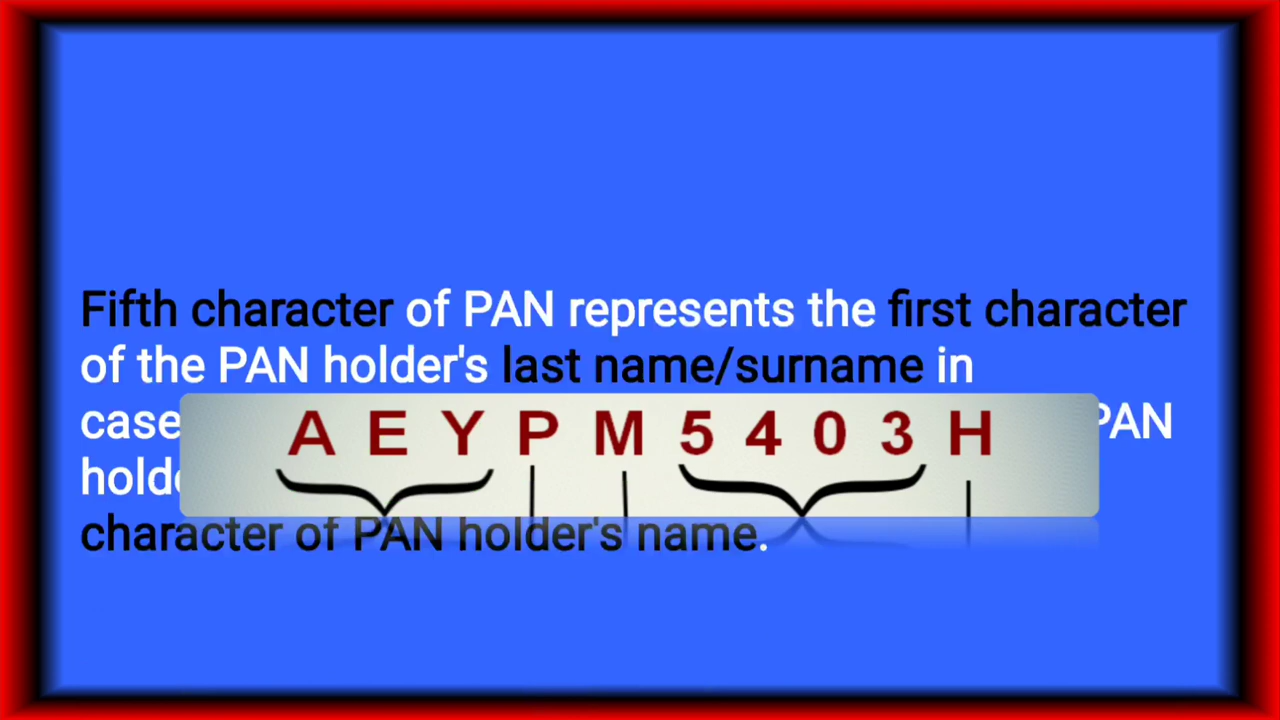 Fifth character of PAN represents the first character
of the PAN holder's last name/surname in
case PAN
A E Y P M 5 4 0 3 H
character of PAN holder's name.